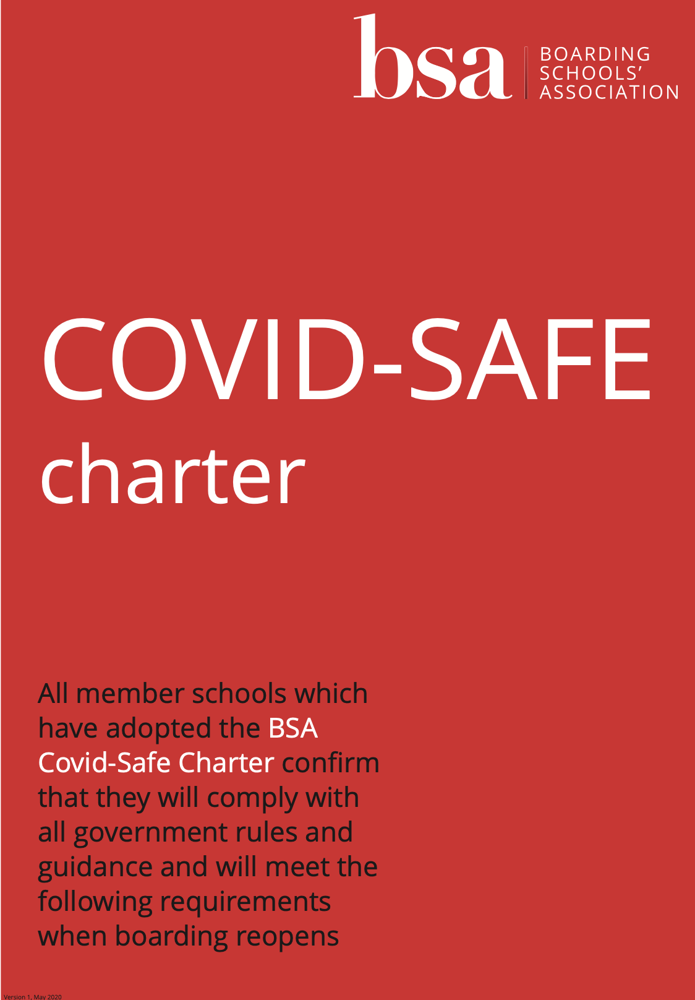 bsa
BOARDING
SCHOOLS’
ASSOCIATION
COVID-SAFE
charter
All member schools which
have adopted the BSA
Covid-Safe Charter confirm
that they will comply with
all government rules and
guidance and will meet the
following requirements
when boarding reopens
Version 1, May 2020